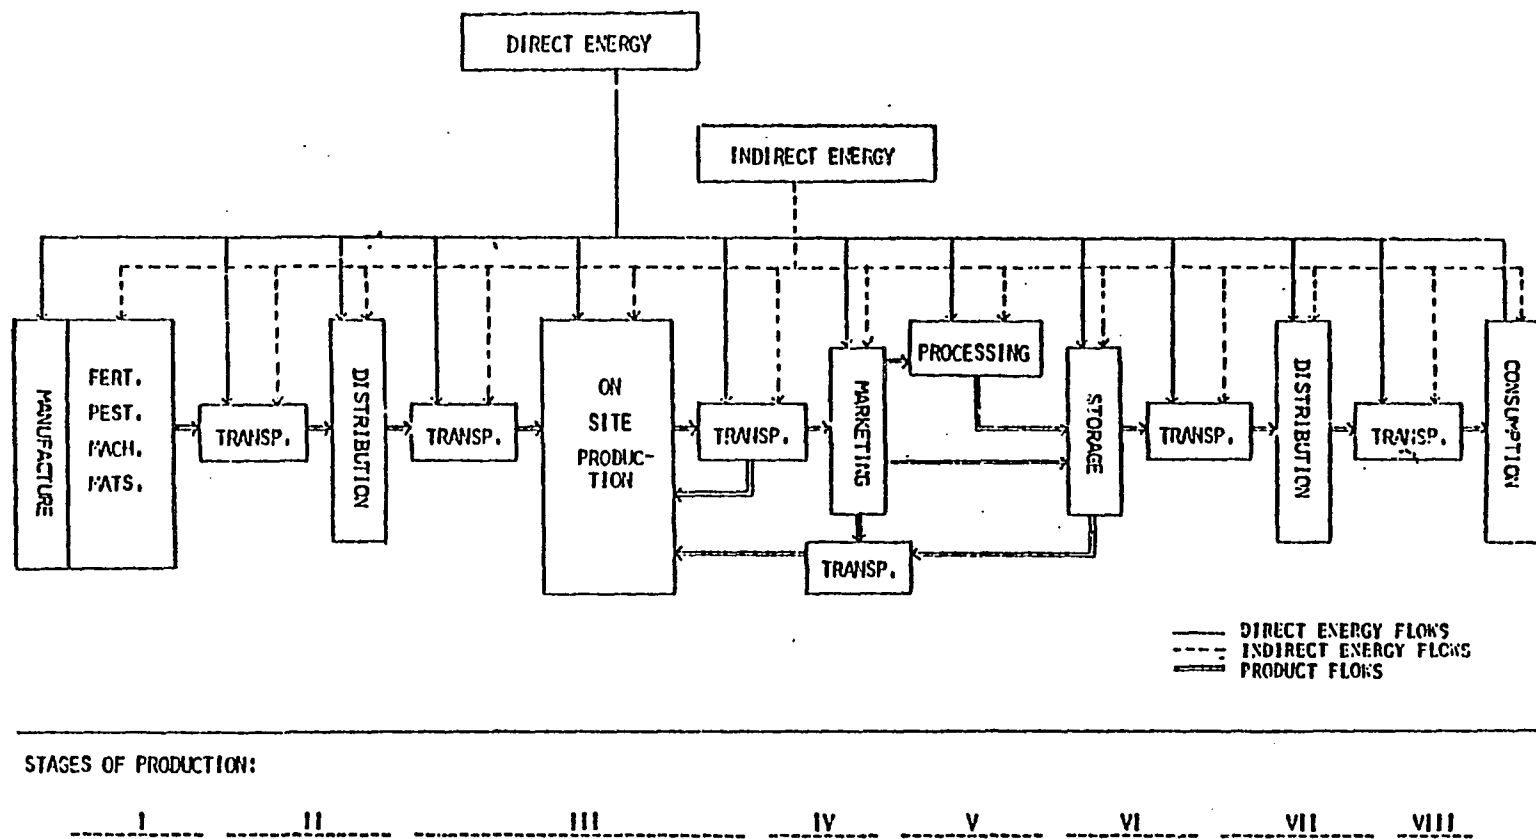 DIRECT ENERGY
INDIRECT ENERGY
MANUFACTURE
FERT.
PEST.
MACH.
MATS.
TRANSP.
DISTRIBUTION
TRANSP.
ON
SITE
PRODUC-
TION
TRANSP.
MARKETING
PROCESSING
STORAGE
TRANSP.
DISTRIBUTION
TRANSP.
CONSUMPTION
TRANSP.
DIRECT ENERGY FLOWS
INDIRECT ENERGY FLOWS
PRODUCT FLOWS
STAGES OF PRODUCTION:
I II III IV V VI VII VIII